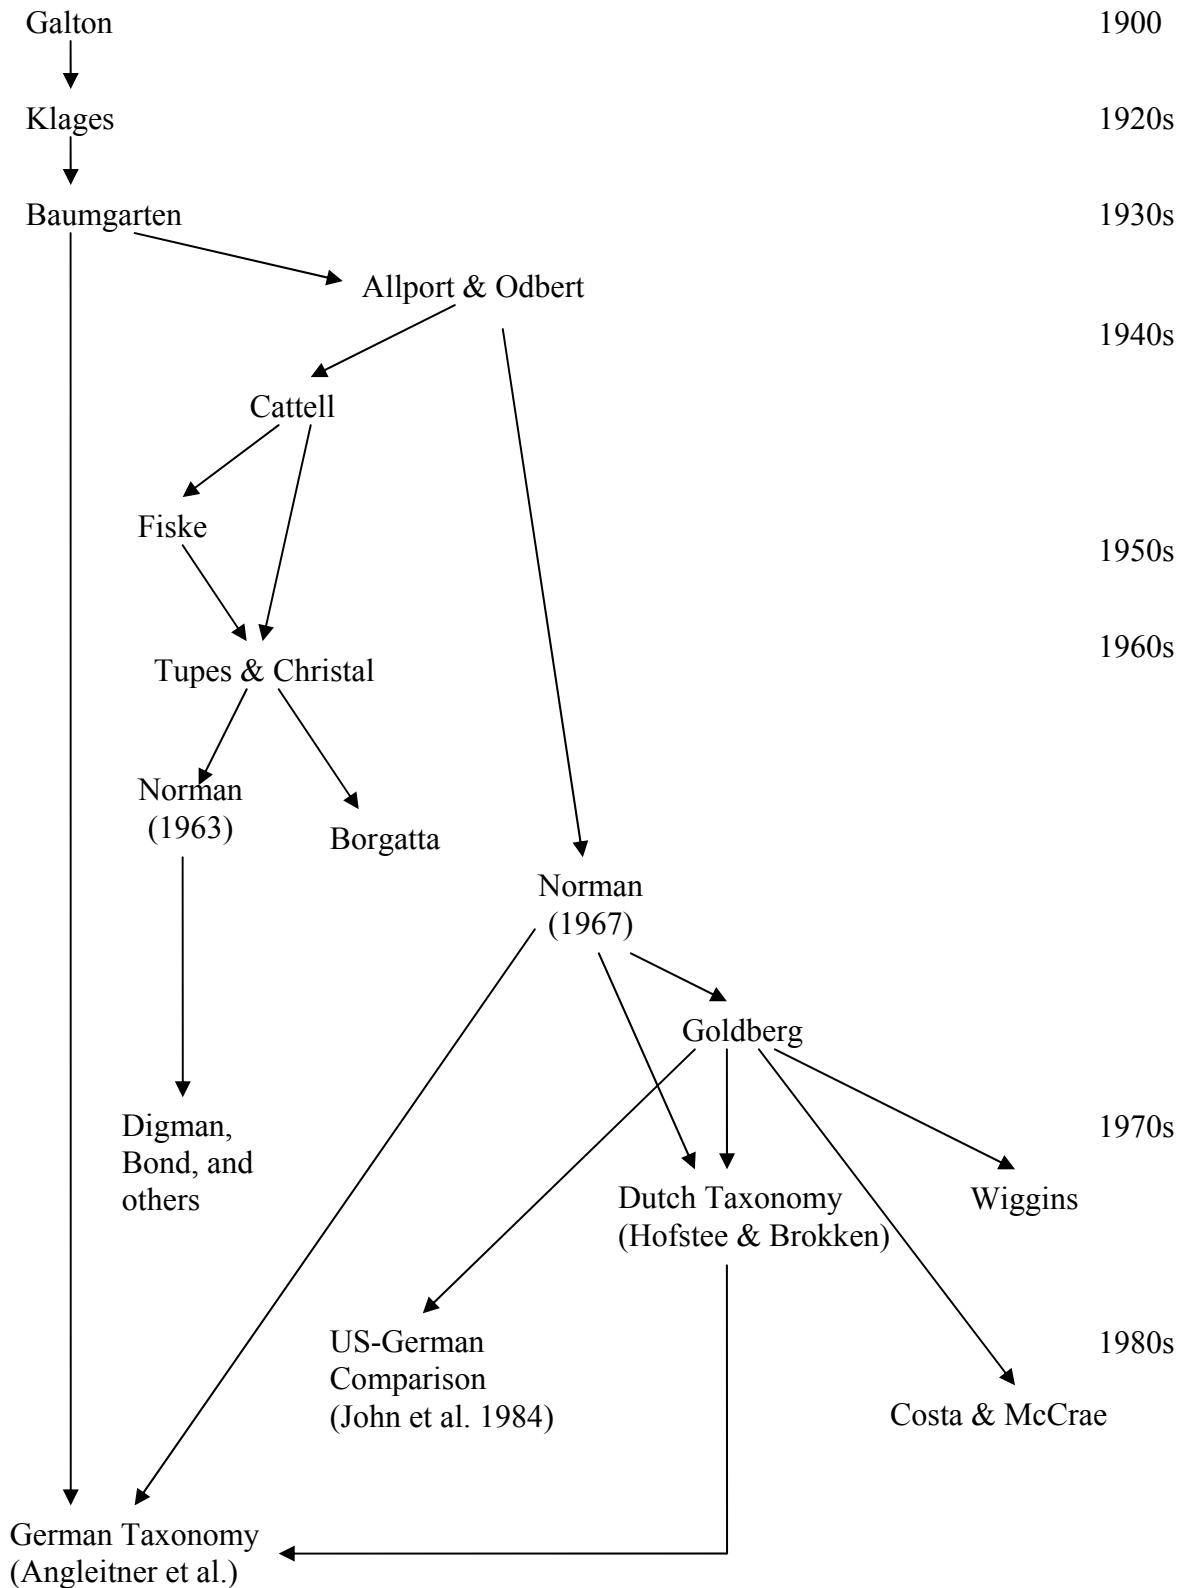 Galton
1900
Klages
1920s
Baumgarten
1930s
Allport & Odbert
1940s
Cattell
Fiske
1950s
1960s
Tupes & Christal
Norman
(1963)
Borgatta
Norman
(1967)
Goldberg
Digman,
Bond, and
others
1970s
Dutch Taxonomy
(Hofstee & Brokken)
Wiggins
US-German
Comparison
(John et al. 1984)
1980s
Costa & McCrae
German Taxonomy
(Angleitner et al.)